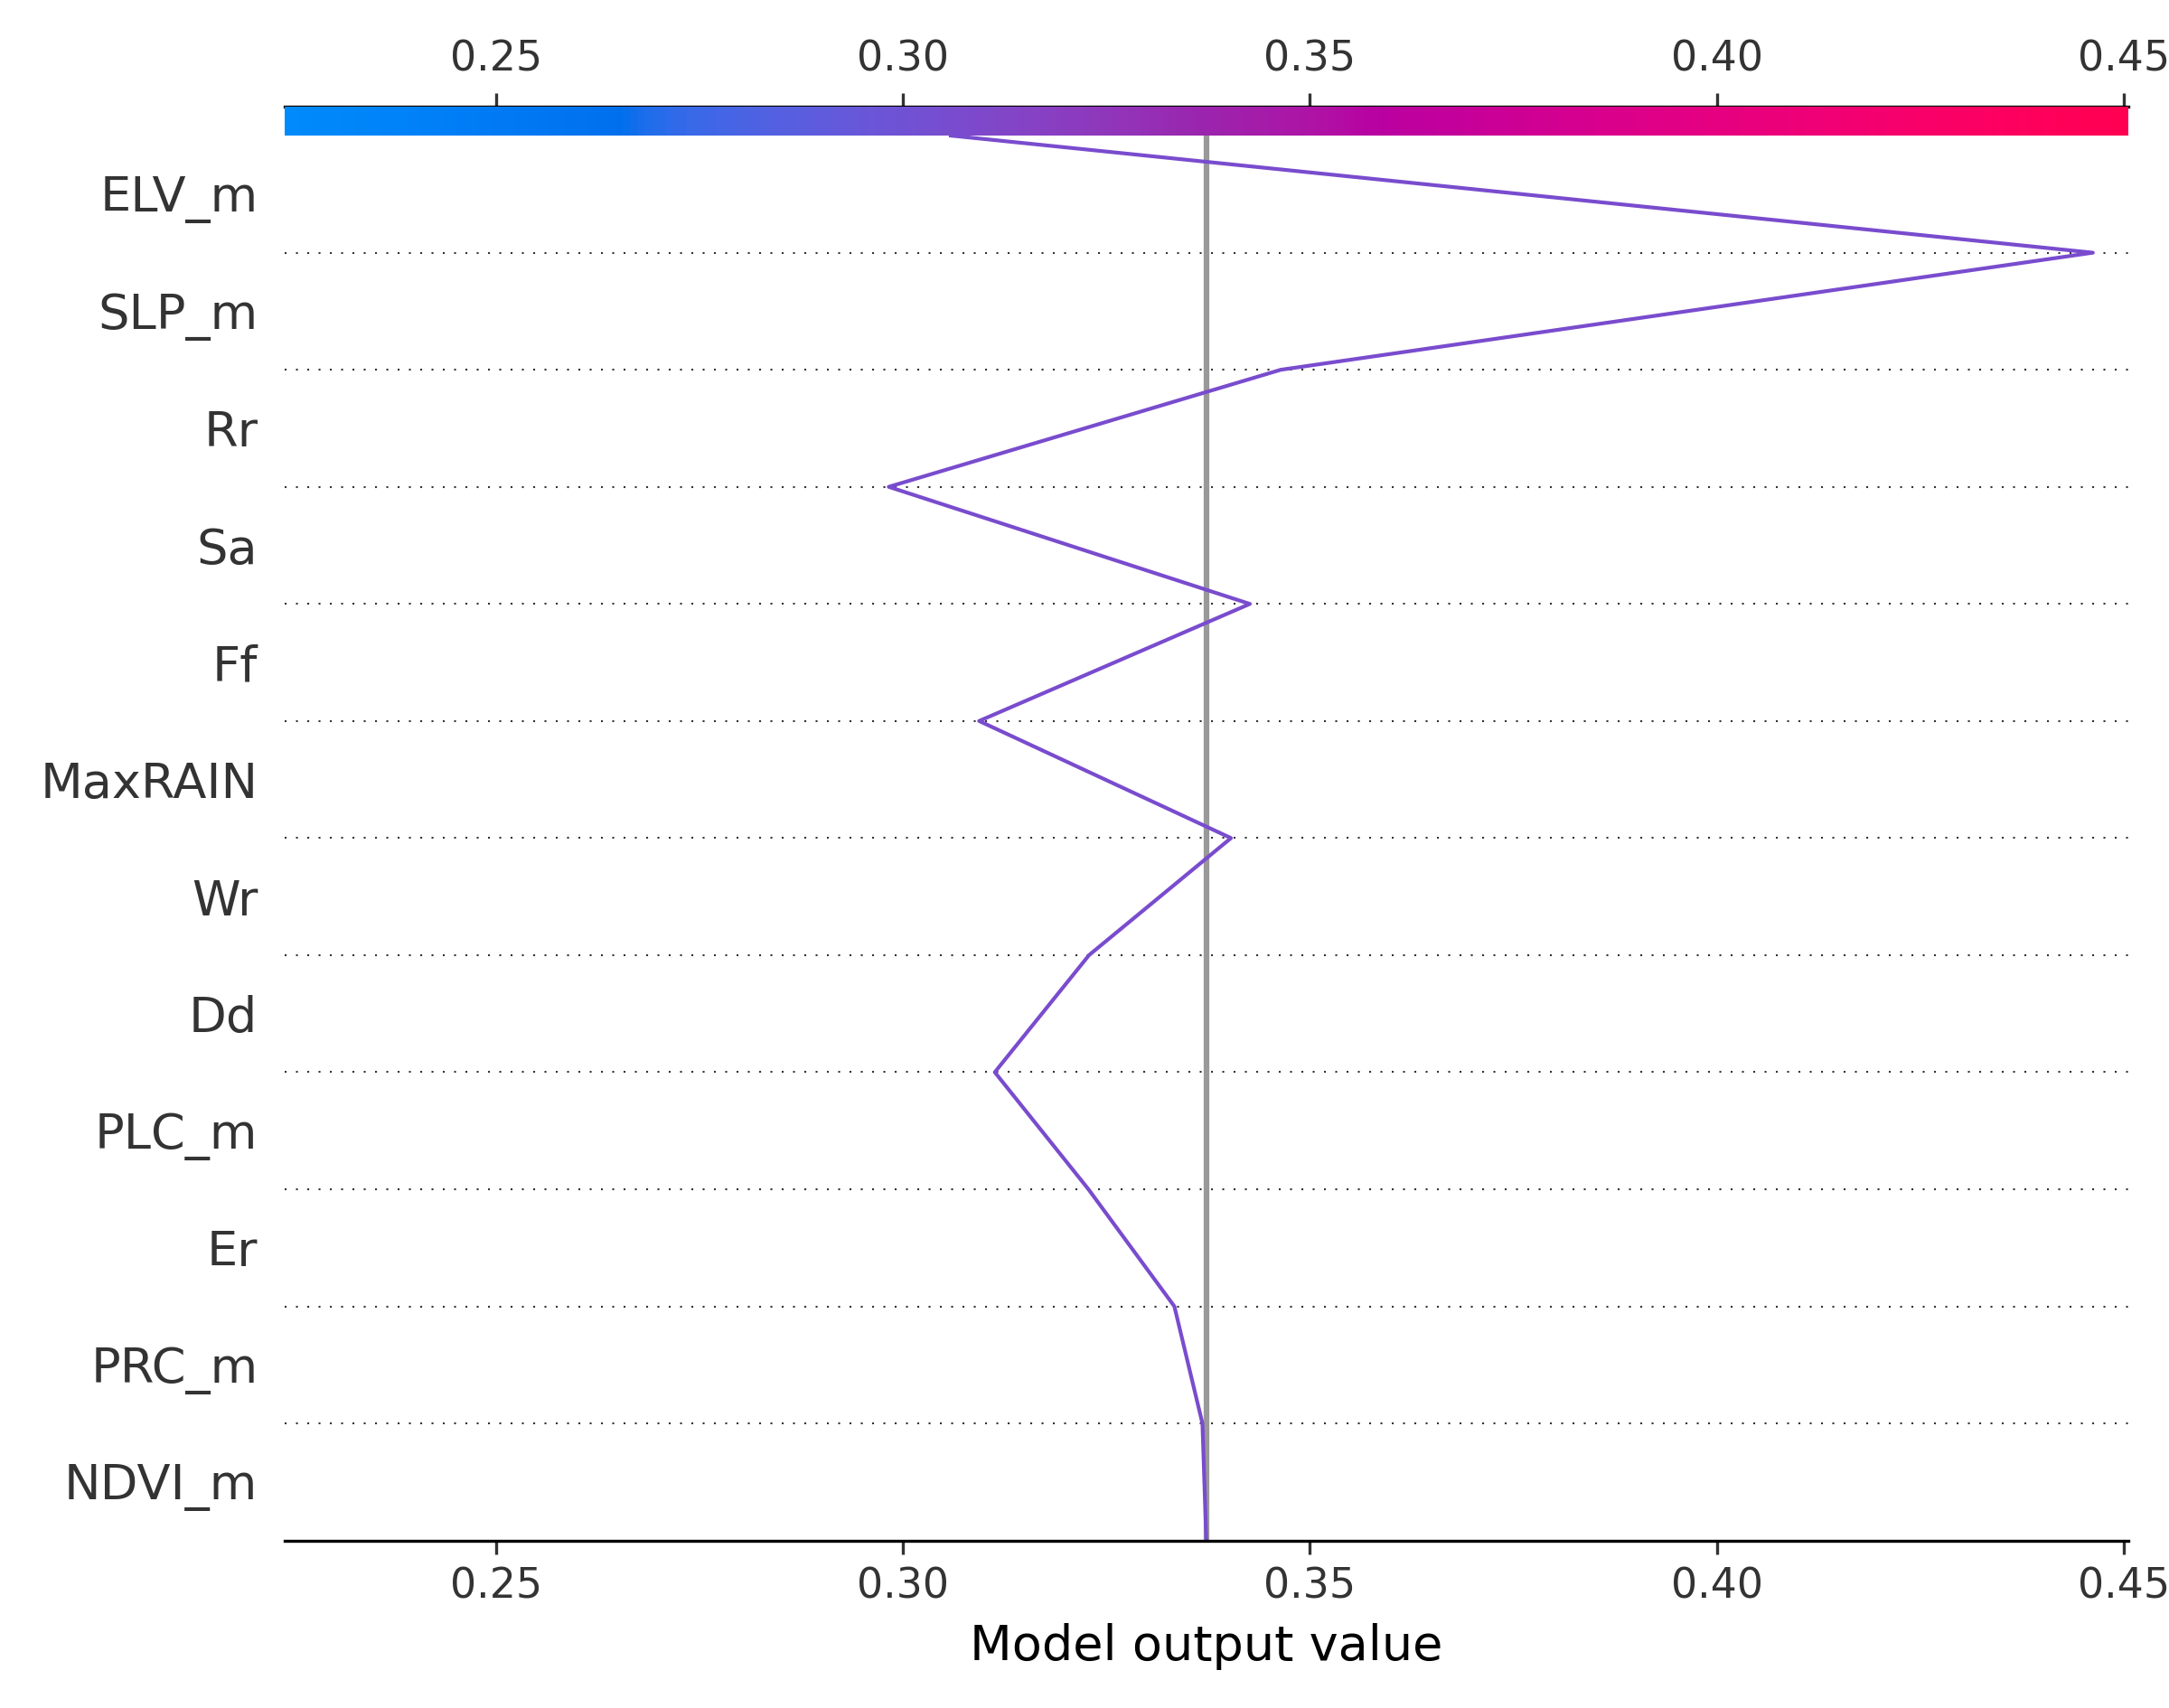 0.25 0.30 0.35 0.40 0.45
ELV_m
SLP_m
Rr
Sa
Ff
MaxRAIN
Wr
Dd
PLC_m
Er
PRC_m
NDVI_m
0.25 0.30 0.35 0.40 0.45
Model output value